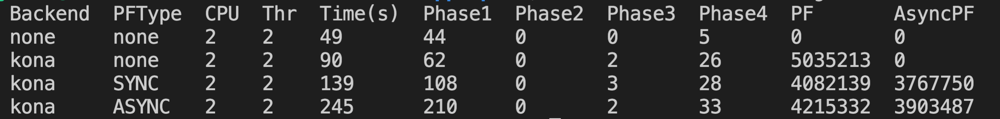 Backend PFType CPU Thr Time(s) Phase1 Phase2 Phase3 Phase4 PF AsyncPF
none none 2 2 49 44 0 0 5 0 0
kona none 2 2 90 62 0 2 26 5035213 0
kona SYNC 2 2 139 108 0 3 28 4082139 3767750
kona ASYNC 2 2 245 210 0 2 33 4215332 3903487